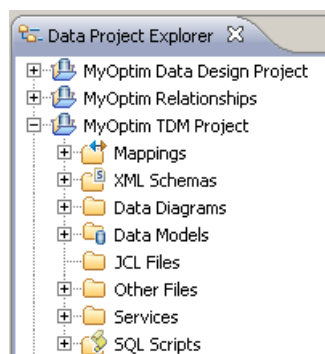 Data Project Explorer
MyOptim Data Design Project
MyOptim Relationships
MyOptim TDM Project
Mappings
XML Schemas
Data Diagrams
Data Models
JCL Files
Other Files
Services
SQL Scripts